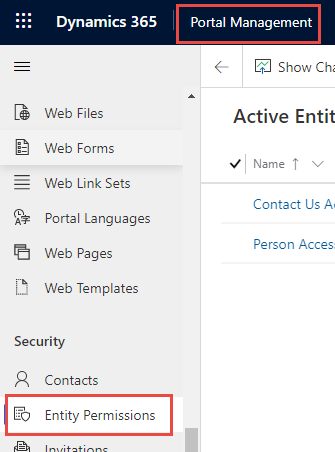 Dynamics 365 Portal Management
Show Cha
Active Entit
Name
Contact Us A
Person Acces
Web Files
Web Forms
Web Link Sets
Portal Languages
Web Pages
Web Templates
Security
Contacts
Entity Permissions
Invitations